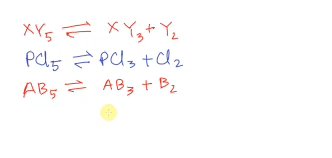 XY₅ ⇌ XY₃ + Y₂
PCl₅ ⇌ PCl₃ + Cl₂
AB₅ ⇌ AB₃ + B₂